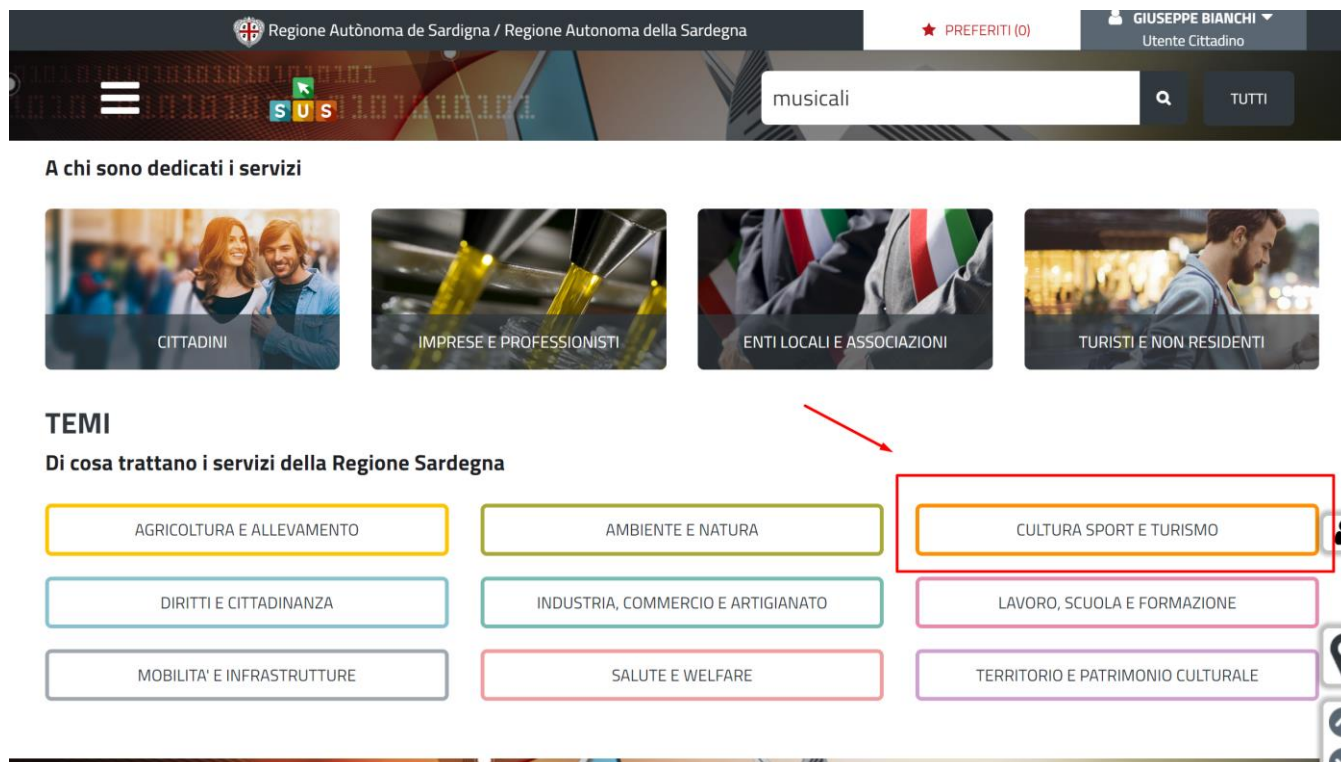 Regione Autònoma de Sardigna / Regione Autonoma della Sardegna
PREFERITI (0)
GIUSEPPE BIANCHI
Utente Cittadino
SUS
musicali
TUTTI
A chi sono dedicati i servizi
CITTADINI
IMPRESE E PROFESSIONISTI
ENTI LOCALI E ASSOCIAZIONI
TURISTI E NON RESIDENTI
TEMI
Di cosa trattano i servizi della Regione Sardegna
AGRICOLTURA E ALLEVAMENTO
AMBIENTE E NATURA
CULTURA SPORT E TURISMO
DIRITTI E CITTADINANZA
INDUSTRIA, COMMERCIO E ARTIGIANATO
LAVORO, SCUOLA E FORMAZIONE
MOBILITA' E INFRASTRUTTURE
SALUTE E WELFARE
TERRITORIO E PATRIMONIO CULTURALE